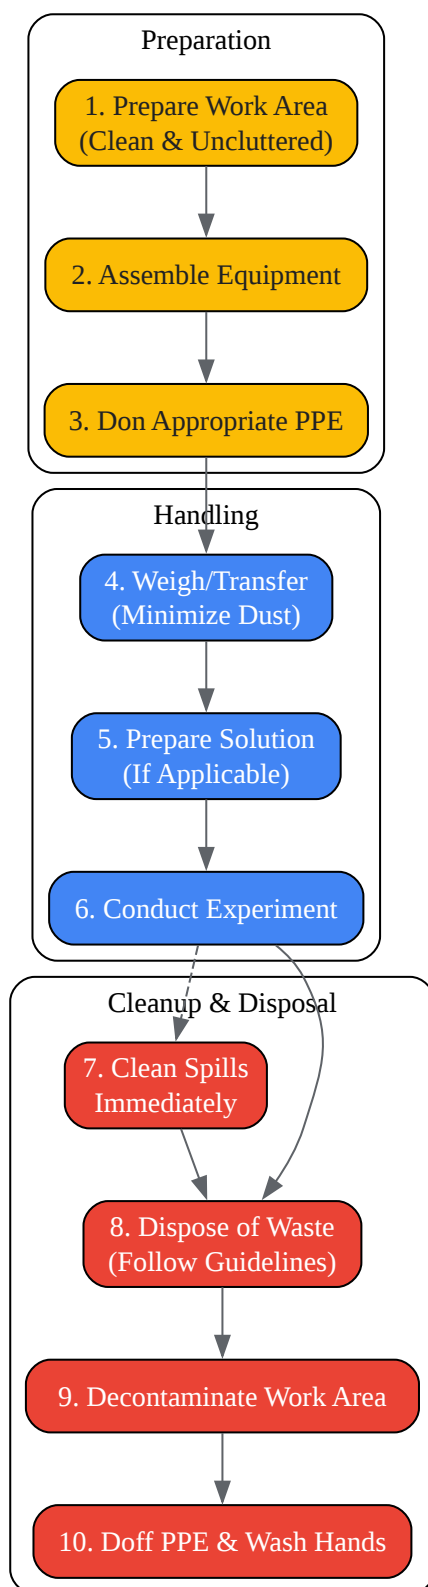 Preparation
1. Prepare Work Area
(Clean & Uncluttered)
2. Assemble Equipment
3. Don Appropriate PPE
Handling
4. Weigh/Transfer
(Minimize Dust)
5. Prepare Solution
(If Applicable)
6. Conduct Experiment
Cleanup & Disposal
7. Clean Spills
Immediately
8. Dispose of Waste
(Follow Guidelines)
9. Decontaminate Work Area
10. Doff PPE & Wash Hands